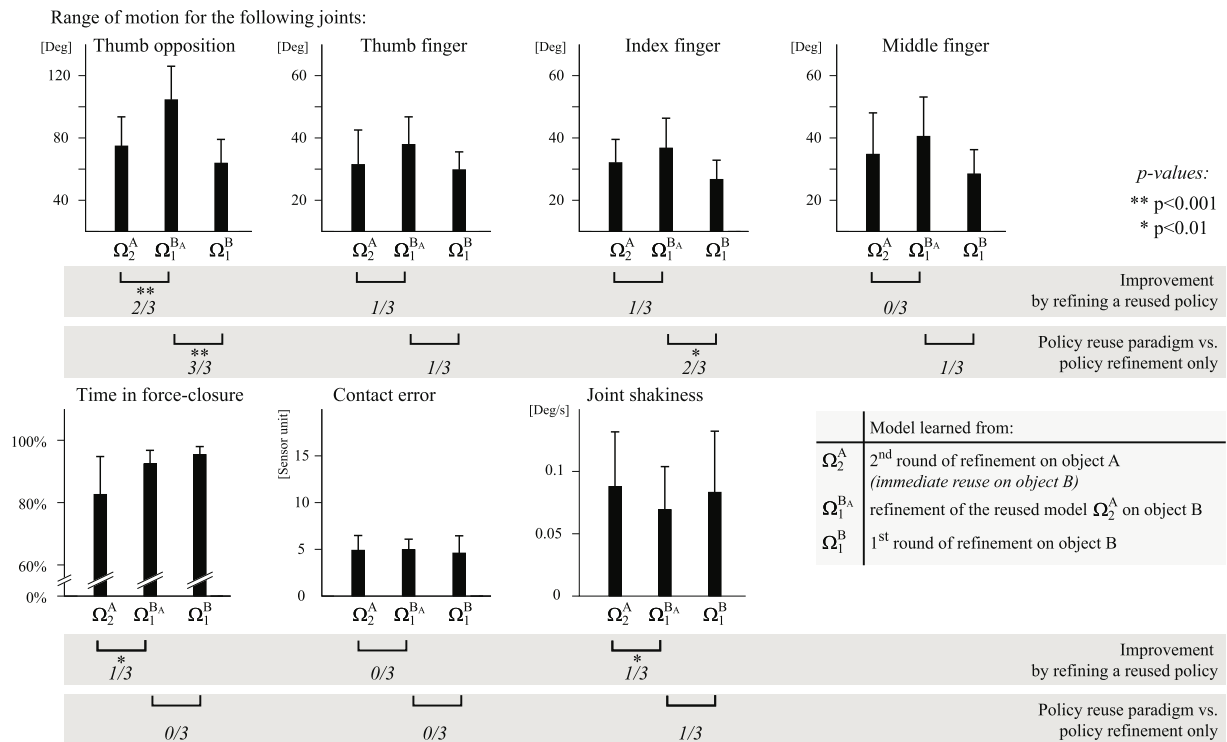 Range of motion for the following joints:
[Deg] Thumb opposition [Deg] Thumb finger [Deg] Index finger [Deg] Middle finger
120 60 60 60
80 40 40 40
40 20 20 20
p-values:
** p<0.001
* p<0.01
Ω₂ᴬ Ω₁ᴮᴬ Ω₁ᴮ Ω₂ᴬ Ω₁ᴮᴬ Ω₁ᴮ Ω₂ᴬ Ω₁ᴮᴬ Ω₁ᴮ Ω₂ᴬ Ω₁ᴮᴬ Ω₁ᴮ
** Improvement
2/3 1/3 1/3 0/3 by refining a reused policy
** * Policy reuse paradigm vs.
3/3 1/3 2/3 1/3 policy refinement only
Time in force-closure Contact error Joint shakiness
[Sensor unit] [Deg/s]
100% 15 0.1
80% 10 0.05
60% 5 0
0% 0
Ω₂ᴬ Ω₁ᴮᴬ Ω₁ᴮ Ω₂ᴬ Ω₁ᴮᴬ Ω₁ᴮ Ω₂ᴬ Ω₁ᴮᴬ Ω₁ᴮ
Model learned from:
Ω₂ᴬ 2nd round of refinement on object A
(immediate reuse on object B)
Ω₁ᴮᴬ refinement of the reused model Ω₂ᴬ on object B
Ω₁ᴮ 1st round of refinement on object B
* * Improvement
1/3 0/3 1/3 by refining a reused policy
Policy reuse paradigm vs.
0/3 0/3 1/3 policy refinement only